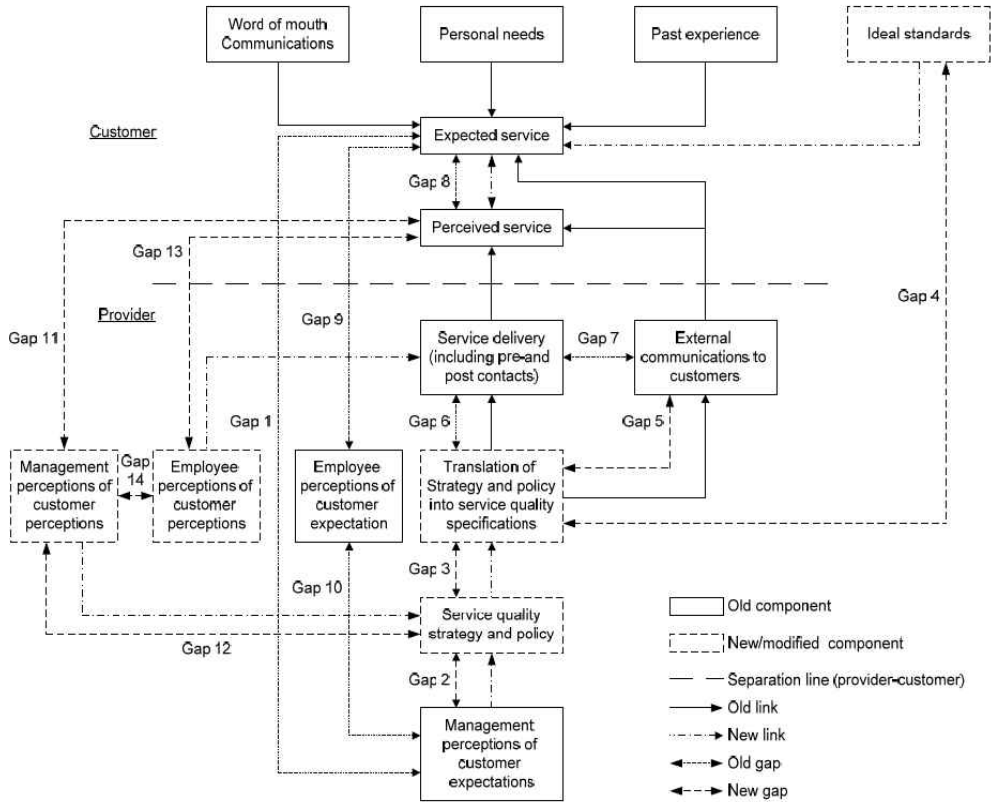 Word of mouth
Communications
Personal needs
Past experience
Ideal standards
Customer
Expected service
Gap 8
Perceived service
Gap 13
Gap 11
Provider
Gap 9
Gap 4
Service delivery
(including pre-and
post contacts)
Gap 7
External
communications to
customers
Gap 1
Gap 6
Gap 5
Management
perceptions of
customer
perceptions
Gap
14
Employee
perceptions of
customer
perceptions
Employee
perceptions of
customer
expectation
Translation of
Strategy and policy
into service quality
specifications
Gap 3
Gap 10
Service quality
strategy and policy
Gap 12
Gap 2
Management
perceptions of
customer
expectations
Old component
New/modified component
Separation line (provider-customer)
Old link
New link
Old gap
New gap